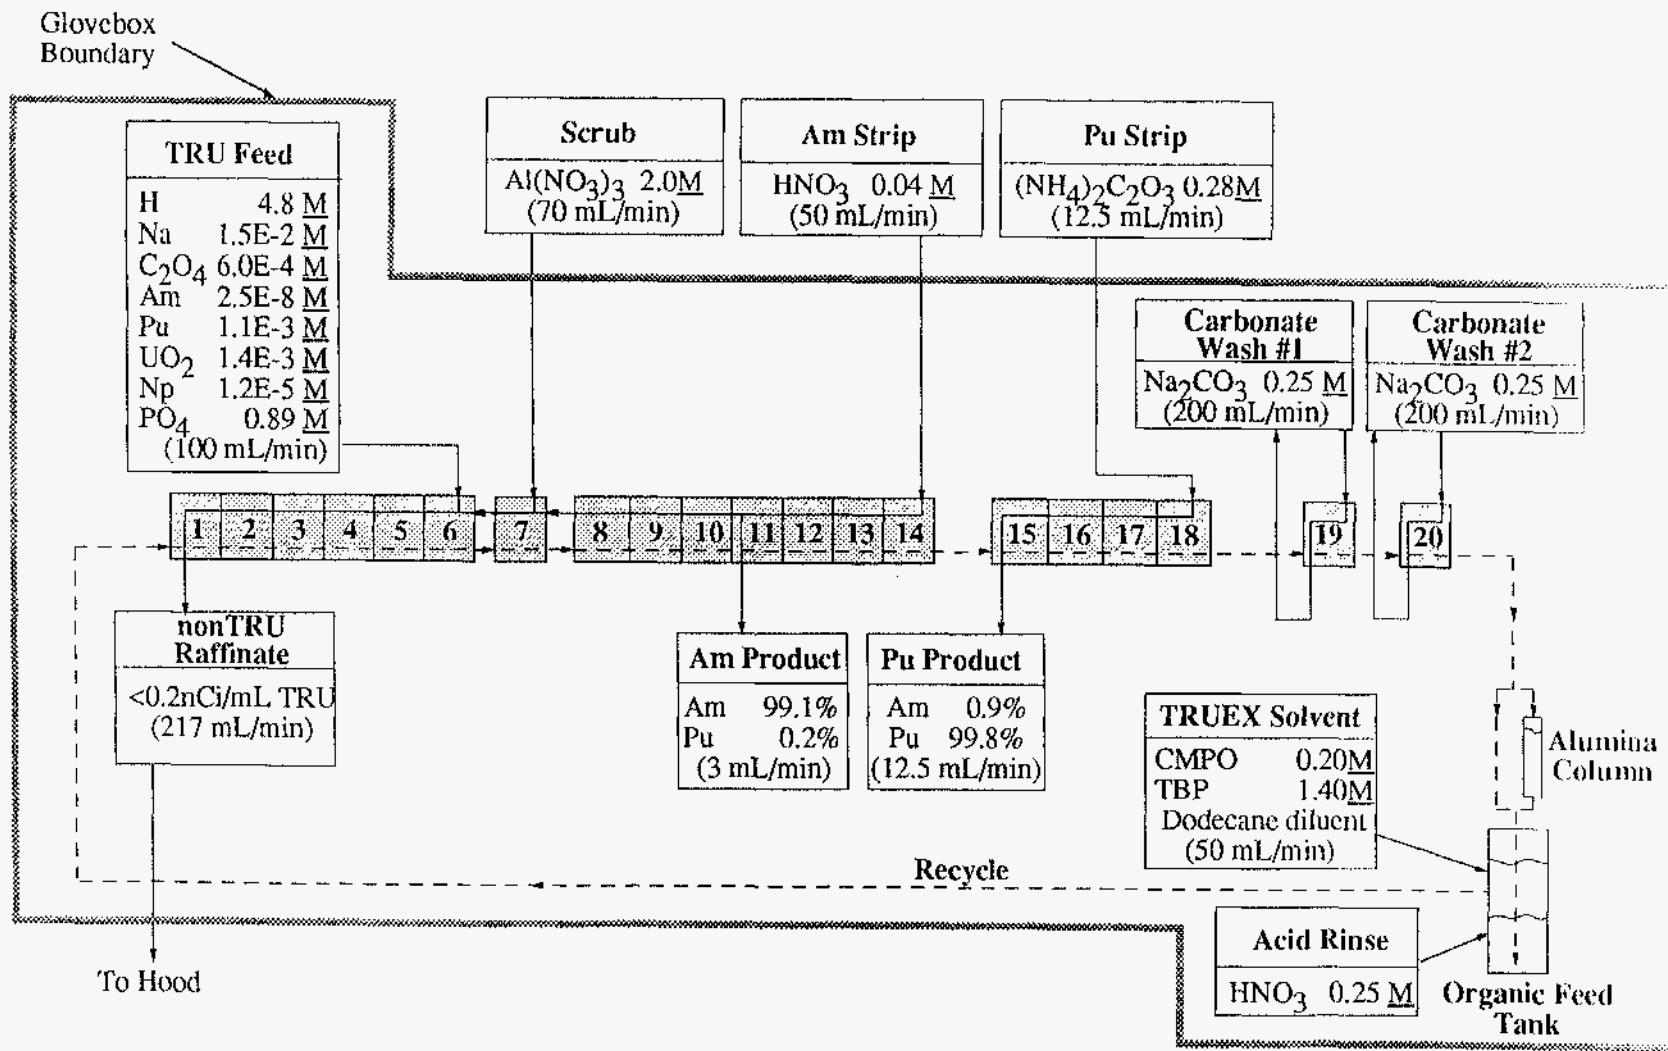 Glovebox
Boundary
TRU Feed
H 4.8 M
Na 1.5E-2 M
C2O4 6.0E-4 M
Am 2.5E-8 M
Pu 1.1E-3 M
UO2 1.4E-3 M
Np 1.2E-5 M
PO4 0.89 M
(100 mL/min)
Scrub
Al(NO3)3 2.0M
(70 mL/min)
Am Strip
HNO3 0.04 M
(50 mL/min)
Pu Strip
(NH4)2C2O3 0.28M
(12.5 mL/min)
Carbonate
Wash #1
Na2CO3 0.25 M
(200 mL/min)
Carbonate
Wash #2
Na2CO3 0.25 M
(200 mL/min)
1 2 3 4 5 6 7 8 9 10 11 12 13 14 15 16 17 18 19 20
nonTRU
Raffinate
<0.2nCi/mL TRU
(217 mL/min)
Am Product
Am 99.1%
Pu 0.2%
(3 mL/min)
Pu Product
Am 0.9%
Pu 99.8%
(12.5 mL/min)
TRUEX Solvent
CMPO 0.20M
TBP 1.40M
Dodecane diluent
(50 mL/min)
Alumina
Column
Recycle
Acid Rinse
HNO3 0.25 M
To Hood
Organic Feed
Tank